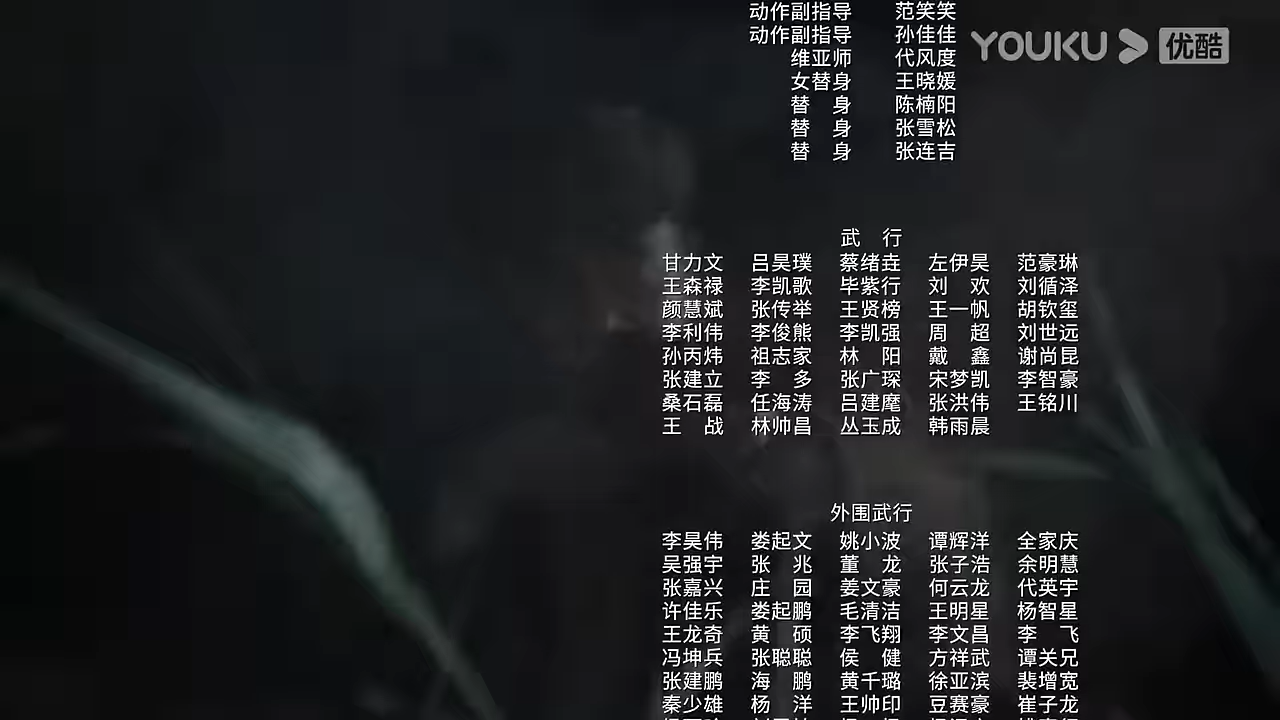 动作副指导 范笑笑
动作副指导 孙佳佳
YOUKU 优酷
维亚师 代风度
女替身 王晓媛
替 身 陈楠阳
替 身 张雪松
替 身 张连吉
武 行
甘力文 吕昊璞 蔡绪垚 左伊昊 范豪琳
王森禄 李凯歌 毕紫行 刘 欢 刘循泽
颜慧斌 张传举 王贤榜 王一帆 胡钦玺
李利伟 李俊熊 李凯强 周 超 刘世远
孙丙炜 祖志家 林 阳 戴 鑫 谢尚昆
张建立 李 多 张广琛 宋梦凯 李智豪
桑石磊 任海涛 吕建麾 张洪伟 王铭川
王 战 林帅昌 丛玉成 韩雨晨
外围武行
李昊伟 娄起文 姚小波 谭辉洋 全家庆
吴强宇 张 兆 董 龙 张子浩 余明慧
张嘉兴 庄 园 姜文豪 何云龙 代英宇
许佳乐 娄起鹏 毛清洁 王明星 杨智星
王龙奇 黄 硕 李飞翔 李文昌 李 飞
冯坤兵 张聪聪 侯 健 方祥武 谭关兄
张建鹏 海 鹏 黄千璐 徐亚滨 裴增宽
秦少雄 杨 洋 王帅印 豆赛豪 崔子龙